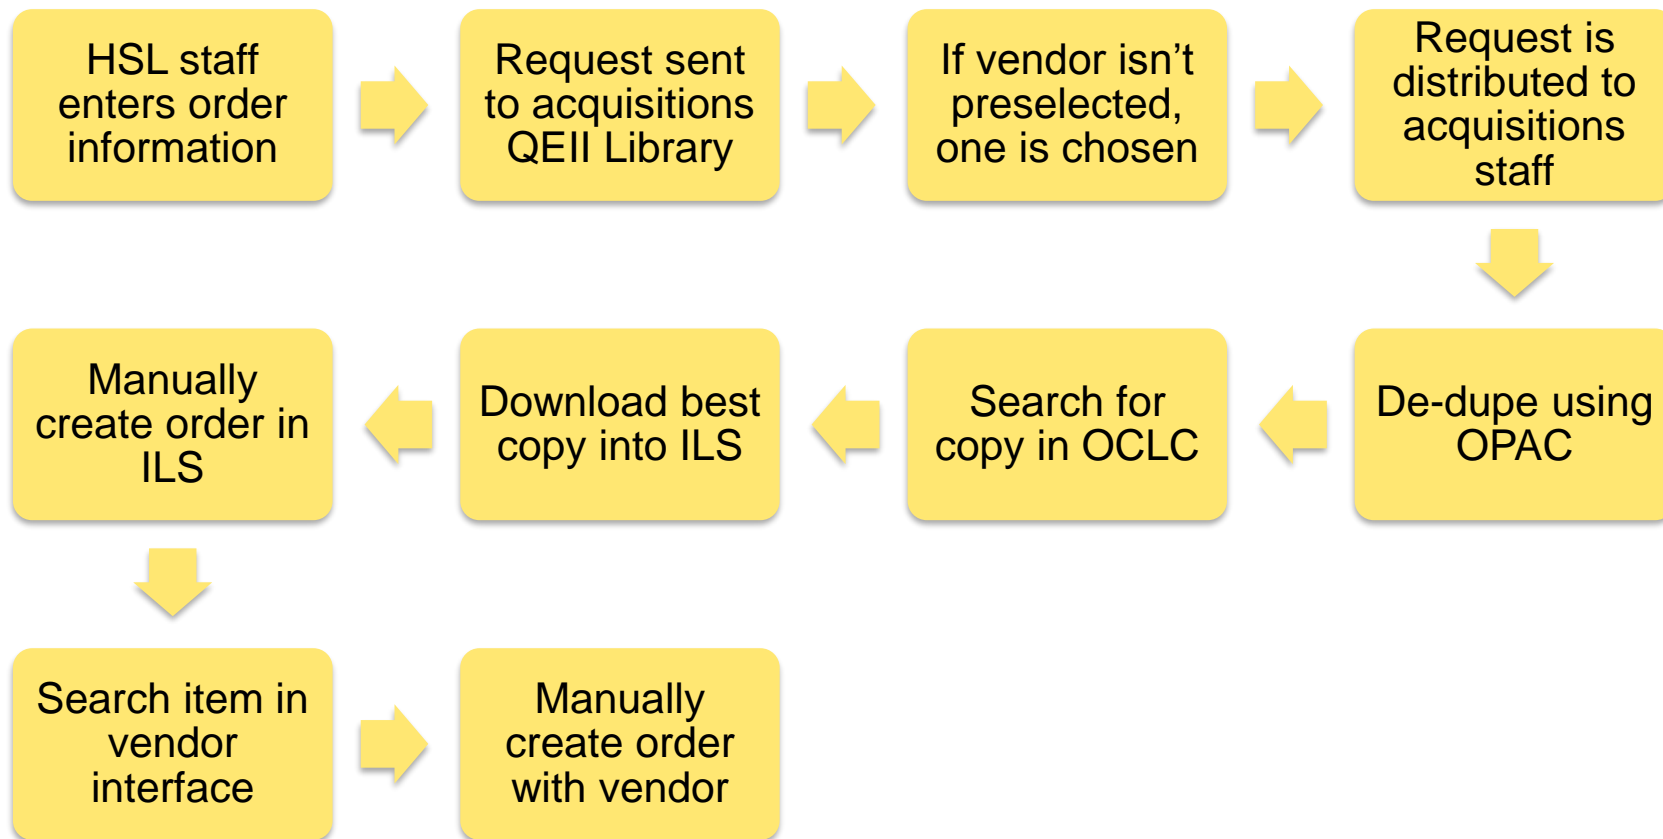 HSL staff
enters order
information
Request sent
to acquisitions
QEII Library
If vendor isn't
preselected,
one is chosen
Request is
distributed to
acquisitions
staff
De-dupe using
OPAC
Search for
copy in OCLC
Download best
copy into ILS
Manually
create order in
ILS
Search item in
vendor
interface
Manually
create order
with vendor